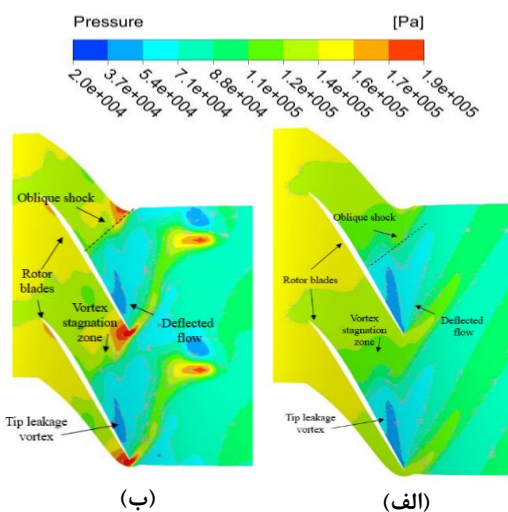 Pressure [Pa]
2.0e+004 3.7e+004 5.4e+004 7.1e+004 8.8e+004 1.1e+005 1.2e+005 1.4e+005 1.6e+005 1.7e+005 1.9e+005
Oblique shock
Rotor
blades
Vortex
stagnation
zone
Deflected
flow
Tip leakage
vortex
(ب)
Oblique shock
Rotor blades
Vortex
stagnation
zone
Deflected
flow
Tip leakage
vortex
(الف)